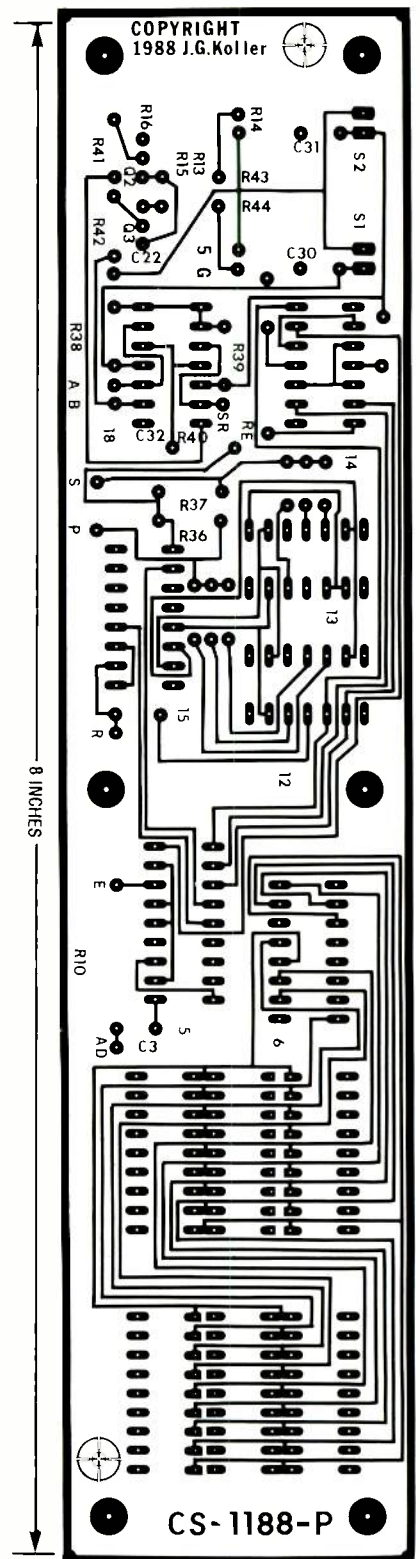 COPYRIGHT
1988 J.G.Koller
R16
R14
C31
S2
R41
Q2
R15
R13
R43
R44
S1
R42
Q3
C22
5
G
C30
R38
R39
A B
SR
18
C32
R40
RE
14
S
R37
P
R36
13
15
R
12
8 INCHES
E
R10
5
6
AD
C3
CS-1188-P